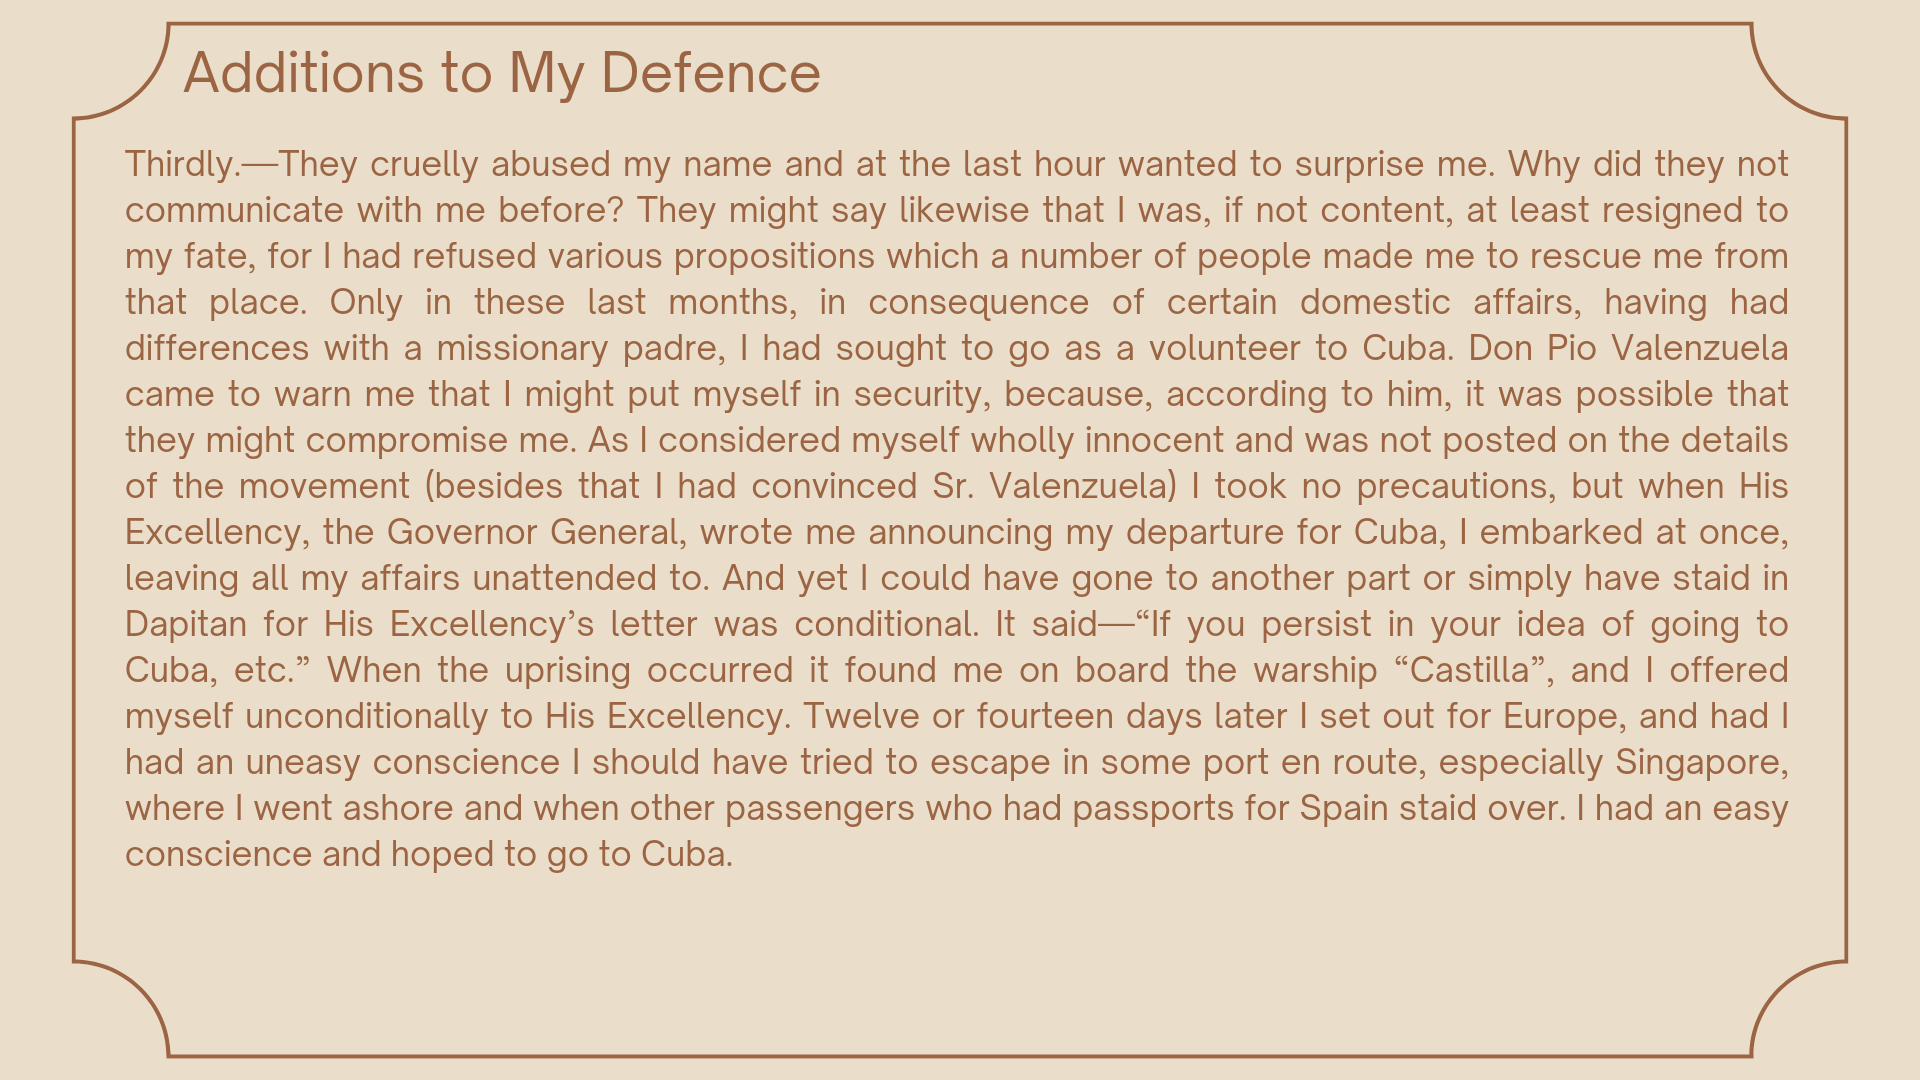 Additions to My Defence
Thirdly.—They cruelly abused my name and at the last hour wanted to surprise me. Why did they not
communicate with me before? They might say likewise that I was, if not content, at least resigned to
my fate, for I had refused various propositions which a number of people made me to rescue me from
that place. Only in these last months, in consequence of certain domestic affairs, having had
differences with a missionary padre, I had sought to go as a volunteer to Cuba. Don Pio Valenzuela
came to warn me that I might put myself in security, because, according to him, it was possible that
they might compromise me. As I considered myself wholly innocent and was not posted on the details
of the movement (besides that I had convinced Sr. Valenzuela) I took no precautions, but when His
Excellency, the Governor General, wrote me announcing my departure for Cuba, I embarked at once,
leaving all my affairs unattended to. And yet I could have gone to another part or simply have staid in
Dapitan for His Excellency’s letter was conditional. It said—“If you persist in your idea of going to
Cuba, etc.” When the uprising occurred it found me on board the warship “Castilla”, and I offered
myself unconditionally to His Excellency. Twelve or fourteen days later I set out for Europe, and had I
had an uneasy conscience I should have tried to escape in some port en route, especially Singapore,
where I went ashore and when other passengers who had passports for Spain staid over. I had an easy
conscience and hoped to go to Cuba.